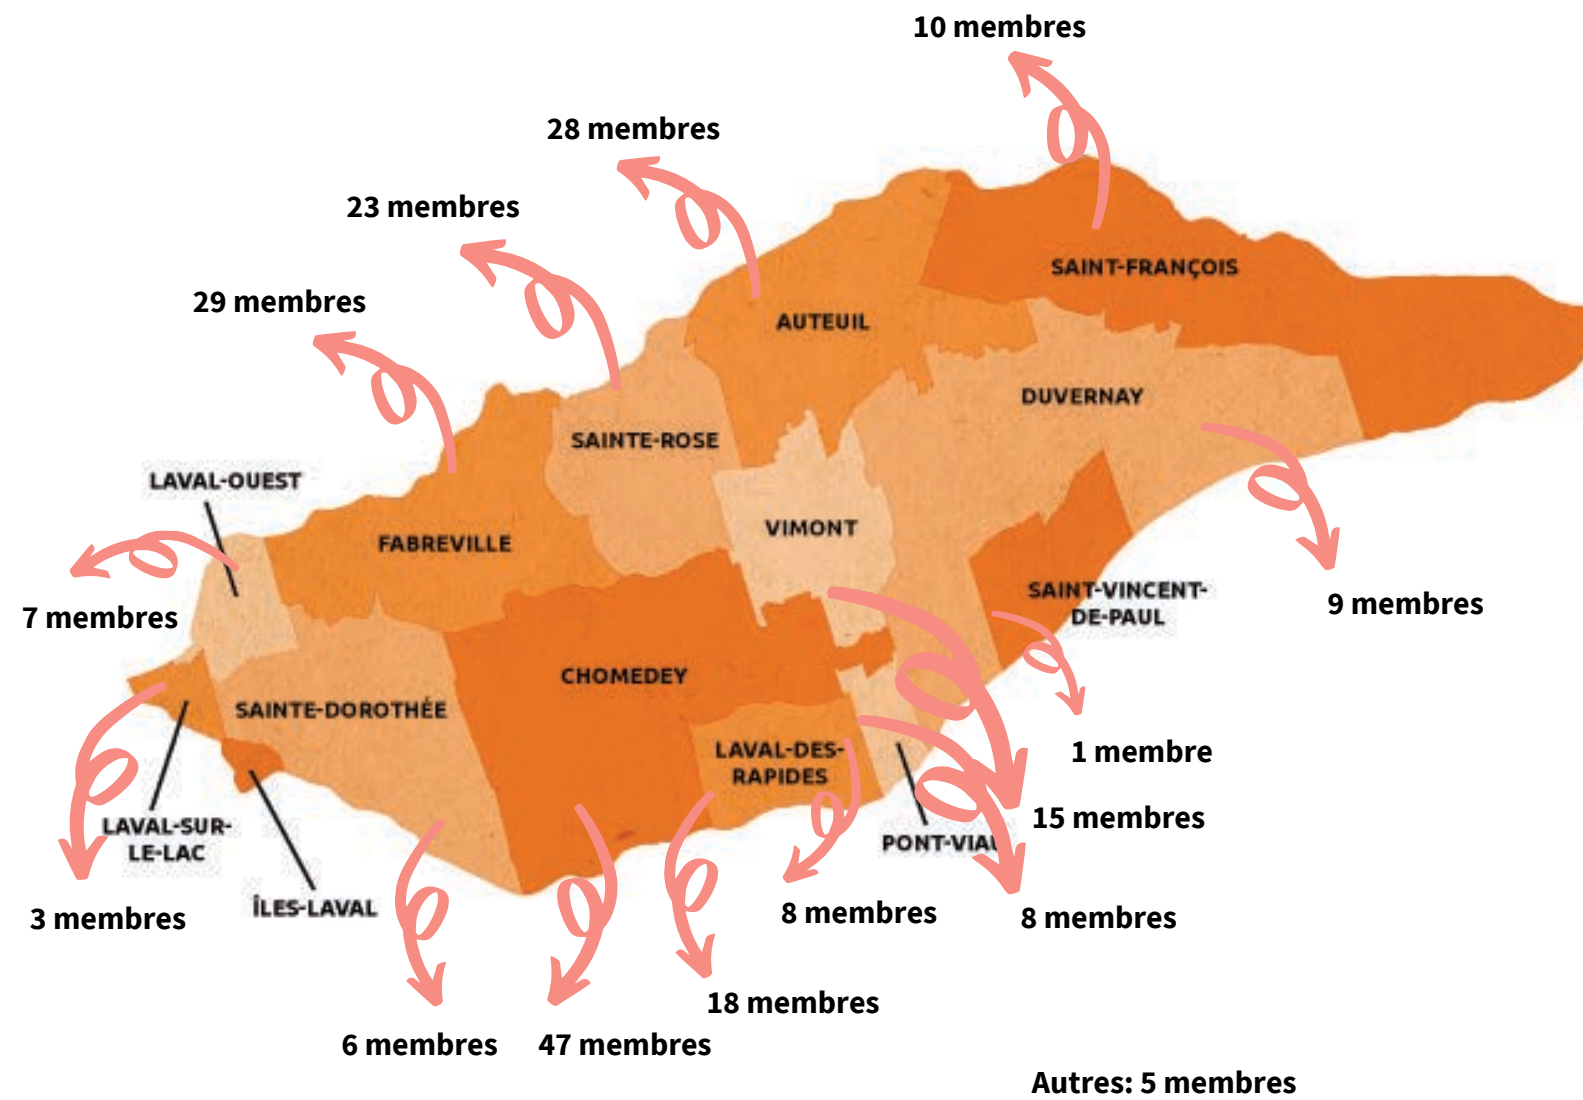 10 membres
28 membres
23 membres
SAINT-FRANÇOIS
29 membres
AUTEUIL
DUVERNAY
SAINTE-ROSE
LAVAL-OUEST
VIMONT
FABREVILLE
SAINT-VINCENT-
DE-PAUL
9 membres
7 membres
CHOMEDEY
SAINTE-DOROTHÉE
LAVAL-DES-
RAPIDES
1 membre
15 membres
LAVAL-SUR-
LE-LAC
PONT-VIAU
ÎLES-LAVAL
3 membres
8 membres
8 membres
18 membres
6 membres
47 membres
Autres: 5 membres